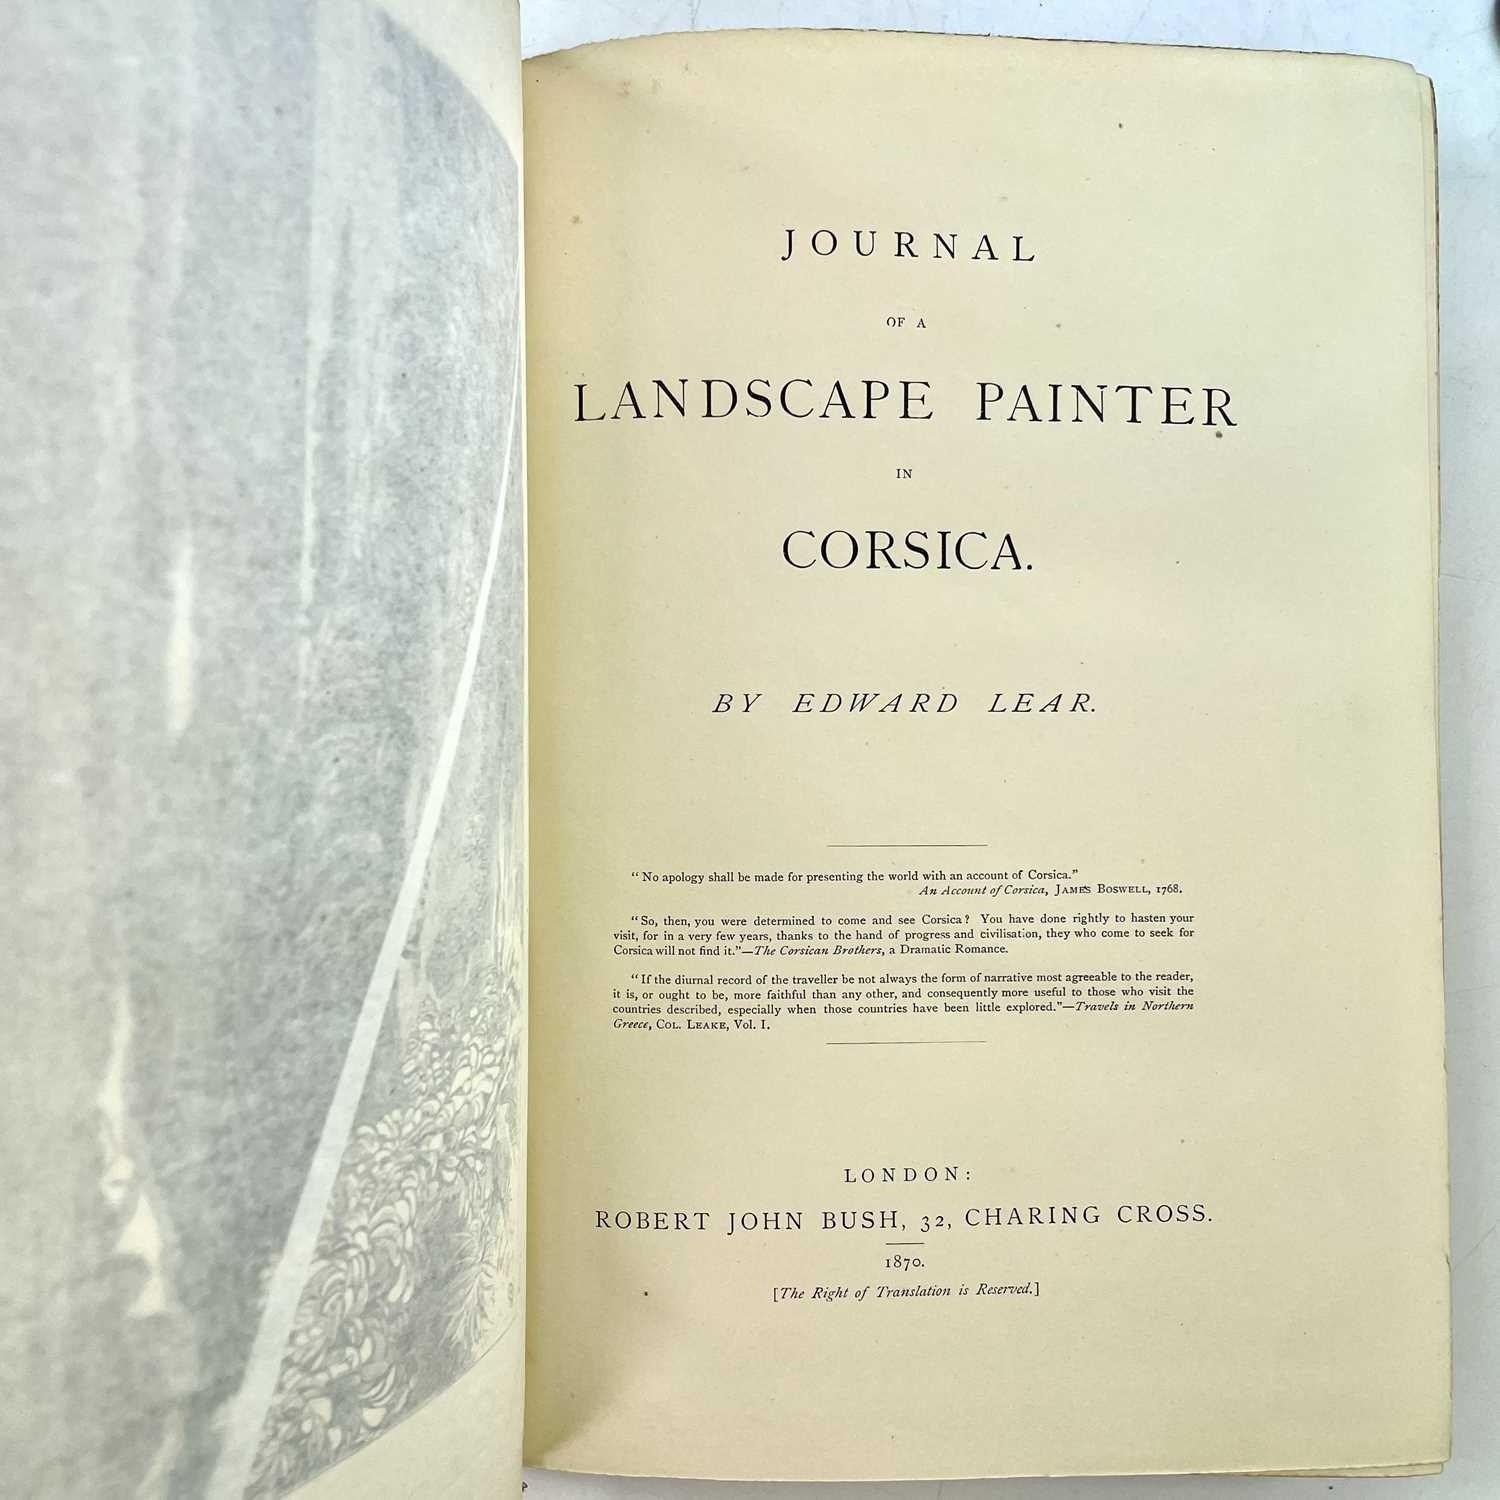 JOURNAL
OF A
LANDSCAPE PAINTER
IN
CORSICA.
BY EDWARD LEAR.
“No apology shall be made for presenting the world with an account of Corsica.”
An Account of Corsica, JAMES BOSWELL, 1768.
“So, then, you were determined to come and see Corsica? You have done rightly to hasten your
visit, for in a very few years, thanks to the hand of progress and civilisation, they who come to seek for
Corsica will not find it.”—The Corsican Brothers, a Dramatic Romance.
“If the diurnal record of the traveller be not always the form of narrative most agreeable to the reader,
it is, or ought to be, more faithful than any other, and consequently more useful to those who visit the
countries described, especially when those countries have been little explored.”—Travels in Northern
Greece, COL. LEAKE, Vol. I.
LONDON:
ROBERT JOHN BUSH, 32, CHARING CROSS.
1870.
[The Right of Translation is Reserved.]